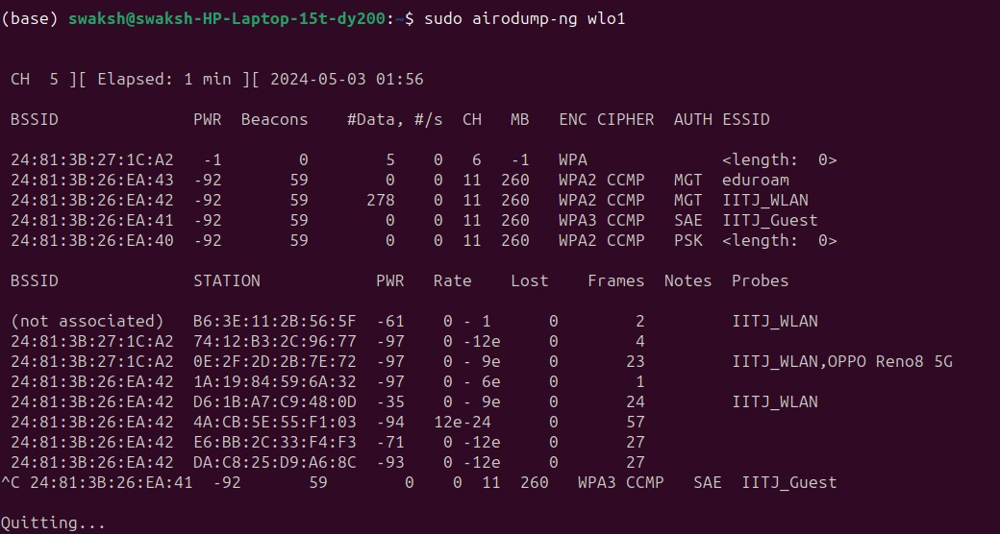 (base) swaksh@swaksh-HP-Laptop-15t-dy200:~$ sudo airodump-ng wlo1
CH  5 ][ Elapsed: 1 min ][ 2024-05-03 01:56
BSSID              PWR  Beacons    #Data, #/s  CH   MB   ENC CIPHER  AUTH ESSID
24:81:3B:27:1C:A2   -1        0        5    0   6   -1   WPA              <length:  0>
24:81:3B:26:EA:43  -92       59        0    0  11  260   WPA2 CCMP   MGT  eduroam
24:81:3B:26:EA:42  -92       59      278    0  11  260   WPA2 CCMP   MGT  IITJ_WLAN
24:81:3B:26:EA:41  -92       59        0    0  11  260   WPA3 CCMP   SAE  IITJ_Guest
24:81:3B:26:EA:40  -92       59        0    0  11  260   WPA2 CCMP   PSK  <length:  0>
BSSID              STATION            PWR   Rate    Lost    Frames  Notes  Probes
(not associated)   B6:3E:11:2B:56:5F  -61    0 - 1      0        2         IITJ_WLAN
24:81:3B:27:1C:A2  74:12:B3:2C:96:77  -97    0 -12e     0        4
24:81:3B:27:1C:A2  0E:2F:2D:2B:7E:72  -97    0 - 9e     0       23         IITJ_WLAN,OPPO Reno8 5G
24:81:3B:26:EA:42  1A:19:84:59:6A:32  -97    0 - 6e     0        1
24:81:3B:26:EA:42  D6:1B:A7:C9:48:0D  -35    0 - 9e     0       24         IITJ_WLAN
24:81:3B:26:EA:42  4A:CB:5E:55:F1:03  -94   12e-24      0       57
24:81:3B:26:EA:42  E6:BB:2C:33:F4:F3  -71    0 -12e     0       27
24:81:3B:26:EA:42  DA:C8:25:D9:A6:8C  -93    0 -12e     0       27
^C 24:81:3B:26:EA:41  -92       59        0    0  11  260   WPA3 CCMP   SAE  IITJ_Guest
Quitting...